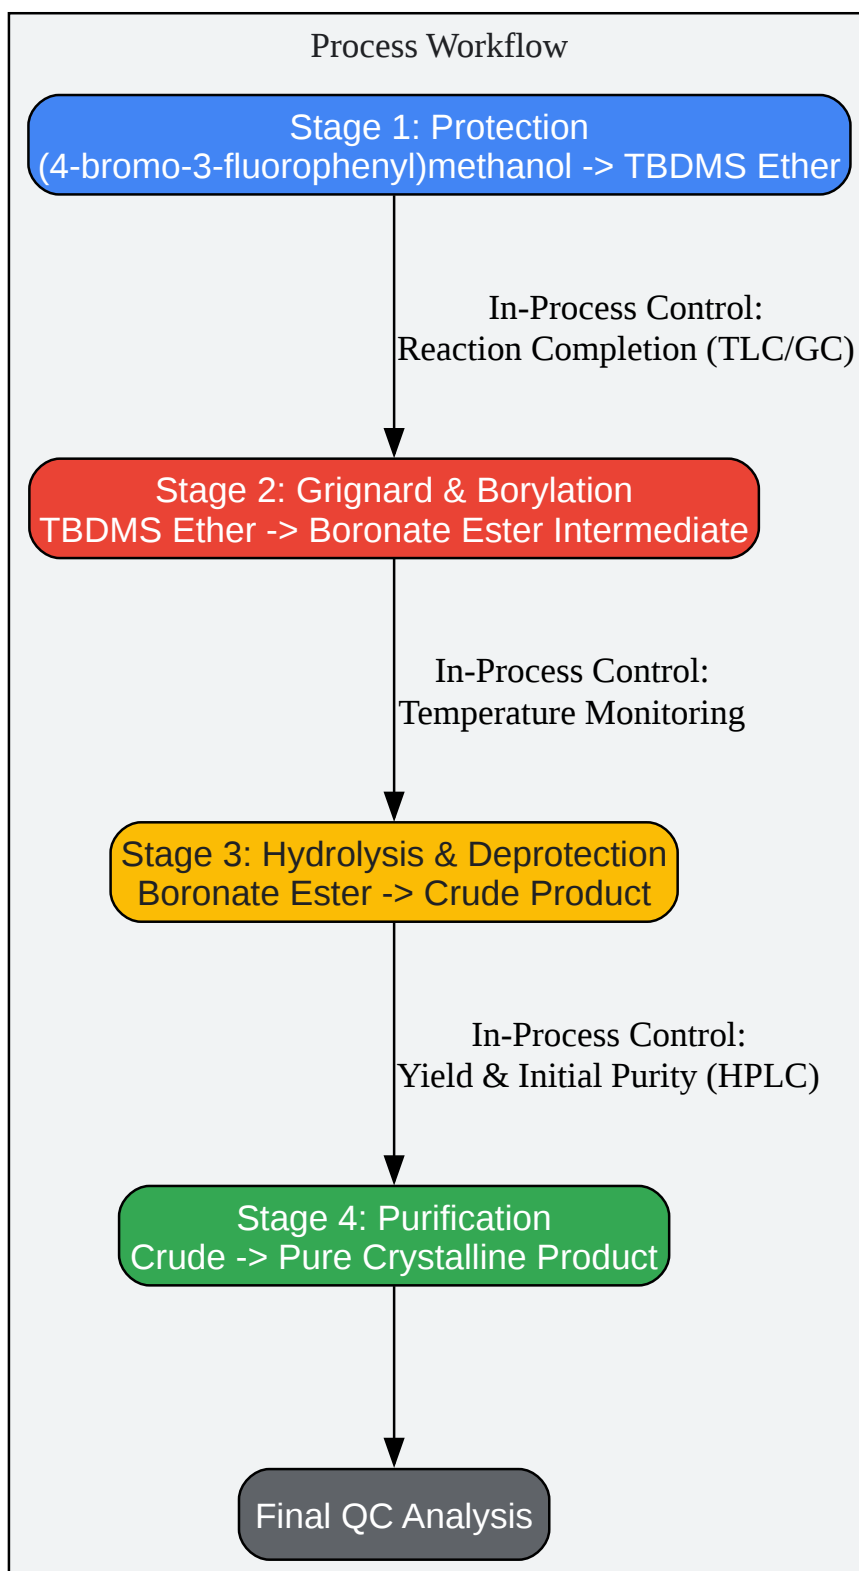 Process Workflow
Stage 1: Protection
(4-bromo-3-fluorophenyl)methanol -> TBDMS Ether
In-Process Control:
Reaction Completion (TLC/GC)
Stage 2: Grignard & Borylation
TBDMS Ether -> Boronate Ester Intermediate
In-Process Control:
Temperature Monitoring
Stage 3: Hydrolysis & Deprotection
Boronate Ester -> Crude Product
In-Process Control:
Yield & Initial Purity (HPLC)
Stage 4: Purification
Crude -> Pure Crystalline Product
Final QC Analysis